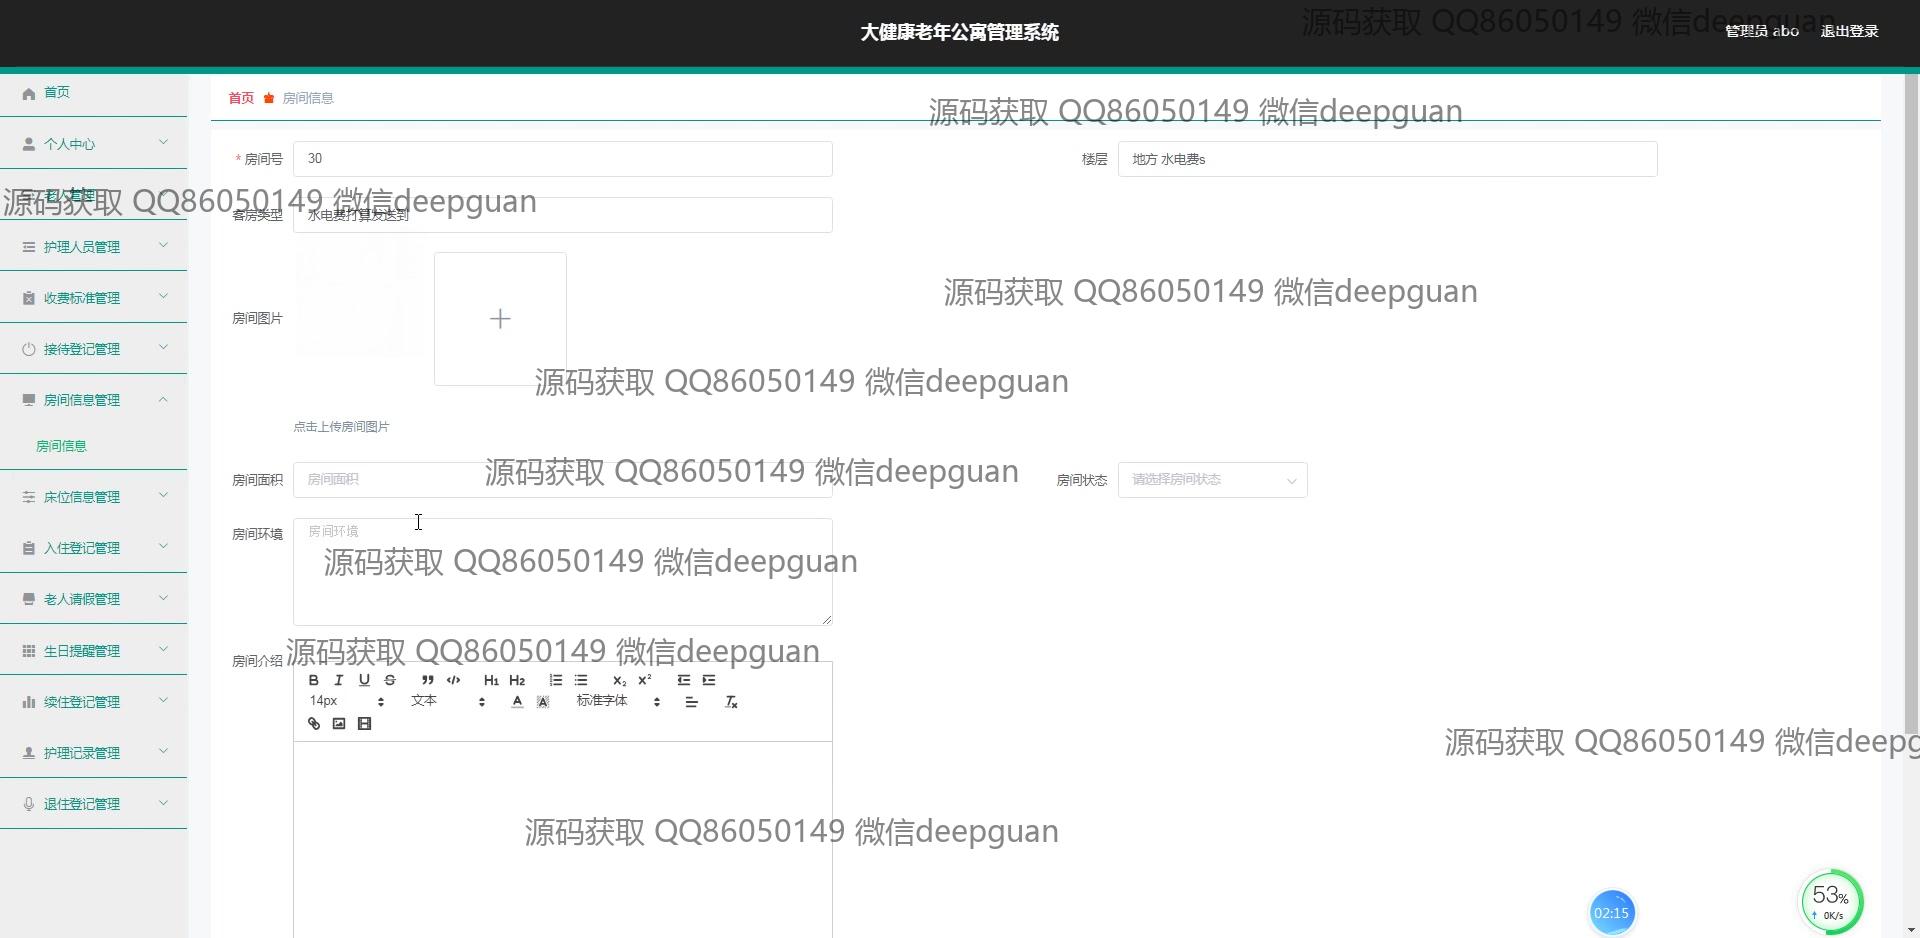 大健康老年公寓管理系统
源码获取 QQ86050149 微信deepguan
管理员 abo 退出登录
首页
首页 房间信息
源码获取 QQ86050149 微信deepguan
个人中心
* 房间号 30
楼层 地方 水电费s
老人管理
源码获取 QQ86050149 微信deepguan
客房类型 水电费打算发送到
护理人员管理
源码获取 QQ86050149 微信deepguan
收费标准管理
房间图片
接待登记管理
源码获取 QQ86050149 微信deepguan
房间信息管理
点击上传房间图片
房间信息
房间面积 房间面积
源码获取 QQ86050149 微信deepguan
房间状态 请选择房间状态
床位信息管理
房间环境 房间环境
入住登记管理
源码获取 QQ86050149 微信deepguan
老人请假管理
生日提醒管理
房间介绍
源码获取 QQ86050149 微信deepguan
B I U S ” </> H1 H2 X₂ X²
14px 文本 A A 标准字体 Tx
续住登记管理
护理记录管理
源码获取 QQ86050149 微信deepg
退住登记管理
源码获取 QQ86050149 微信deepguan
02:15
53%
0K/s